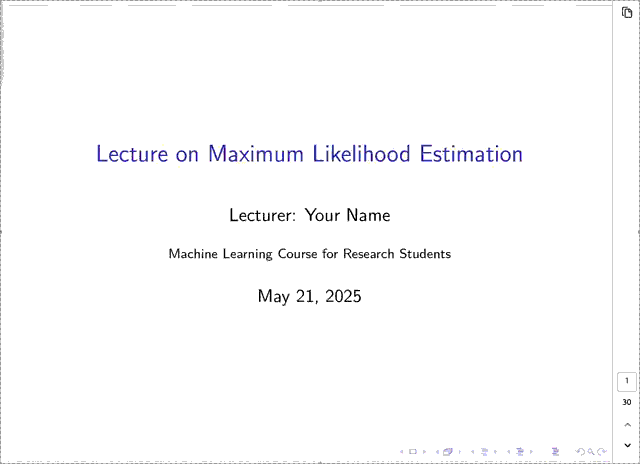 Lecture on Maximum Likelihood Estimation
Lecturer: Your Name
Machine Learning Course for Research Students
May 21, 2025
1
30